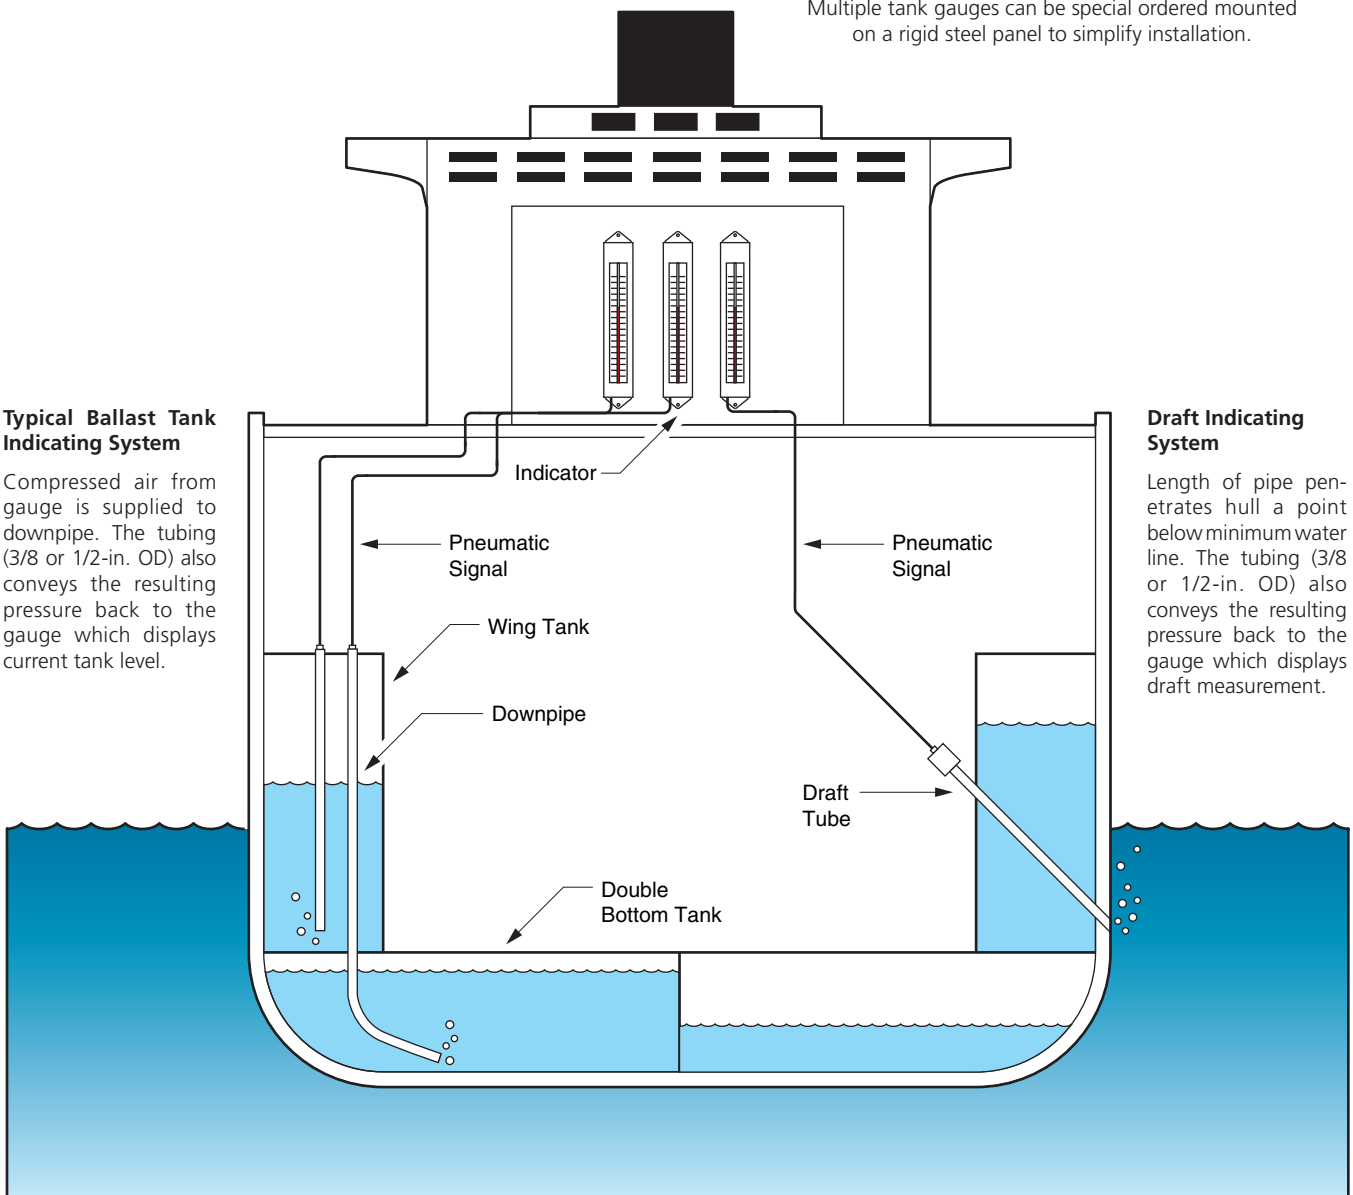 Multiple tank gauges can be special ordered mounted
on a rigid steel panel to simplify installation.
Typical Ballast Tank
Indicating System
Compressed air from
gauge is supplied to
downpipe. The tubing
(3/8 or 1/2-in. OD) also
conveys the resulting
pressure back to the
gauge which displays
current tank level.
Indicator
Pneumatic
Signal
Wing Tank
Downpipe
Double
Bottom Tank
Pneumatic
Signal
Draft
Tube
Draft Indicating
System
Length of pipe pen-
etrates hull a point
below minimum water
line. The tubing (3/8
or 1/2-in. OD) also
conveys the resulting
pressure back to the
gauge which displays
draft measurement.